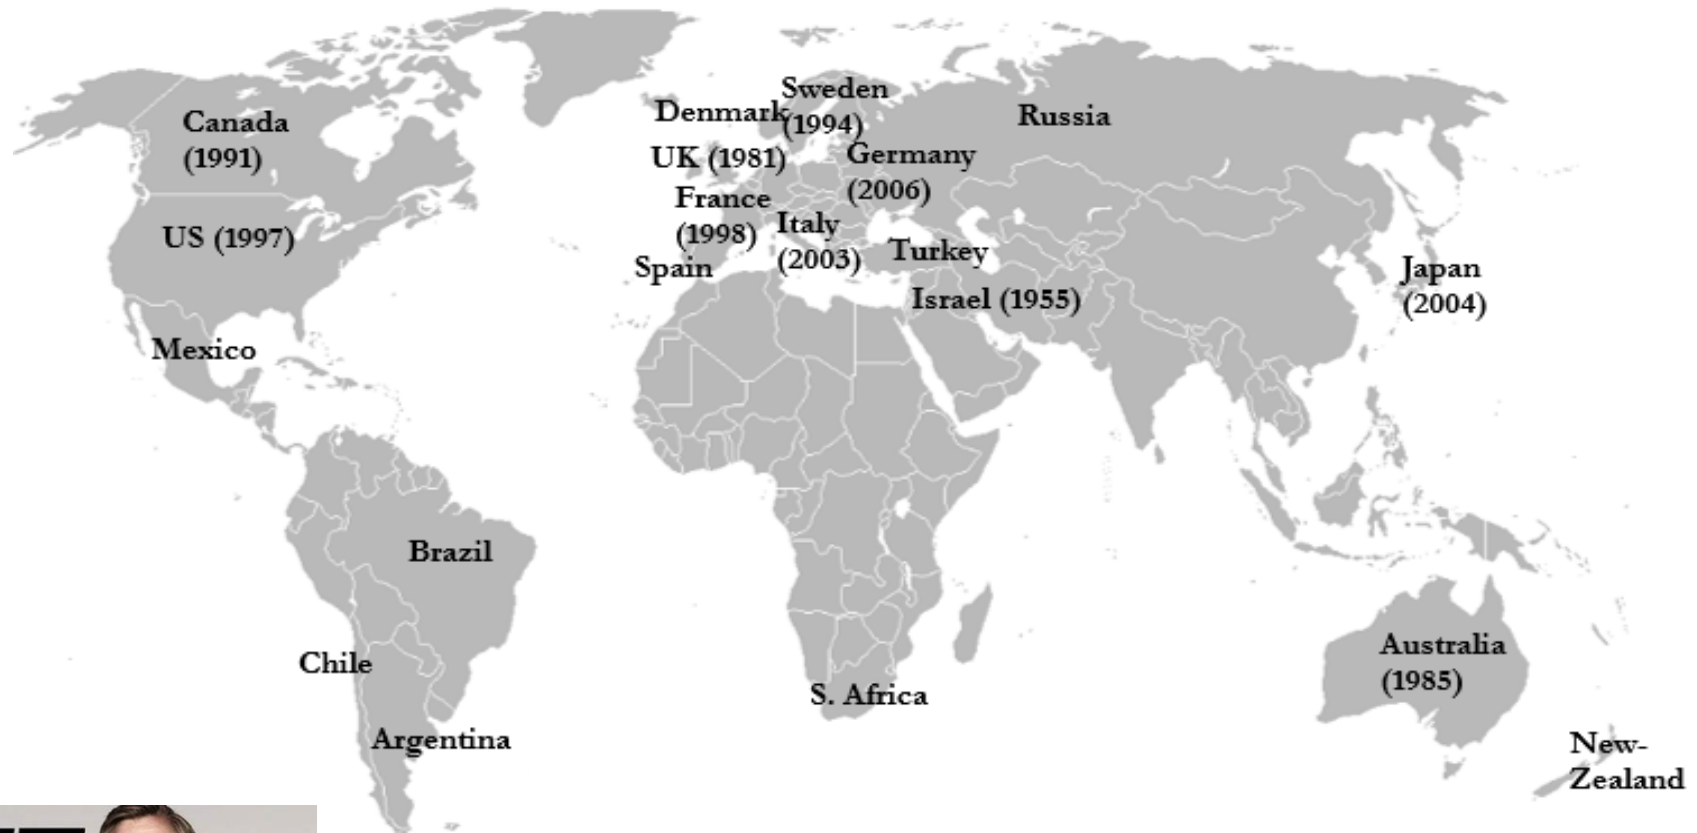 Sweden
(1994)
Denmark
Russia
Canada
(1991)
UK (1981)
Germany
(2006)
France
(1998)
Italy
(2003)
US (1997)
Turkey
Spain
Japan
(2004)
Israel (1955)
Mexico
Brazil
Chile
S. Africa
Australia
(1985)
Argentina
New-
Zealand